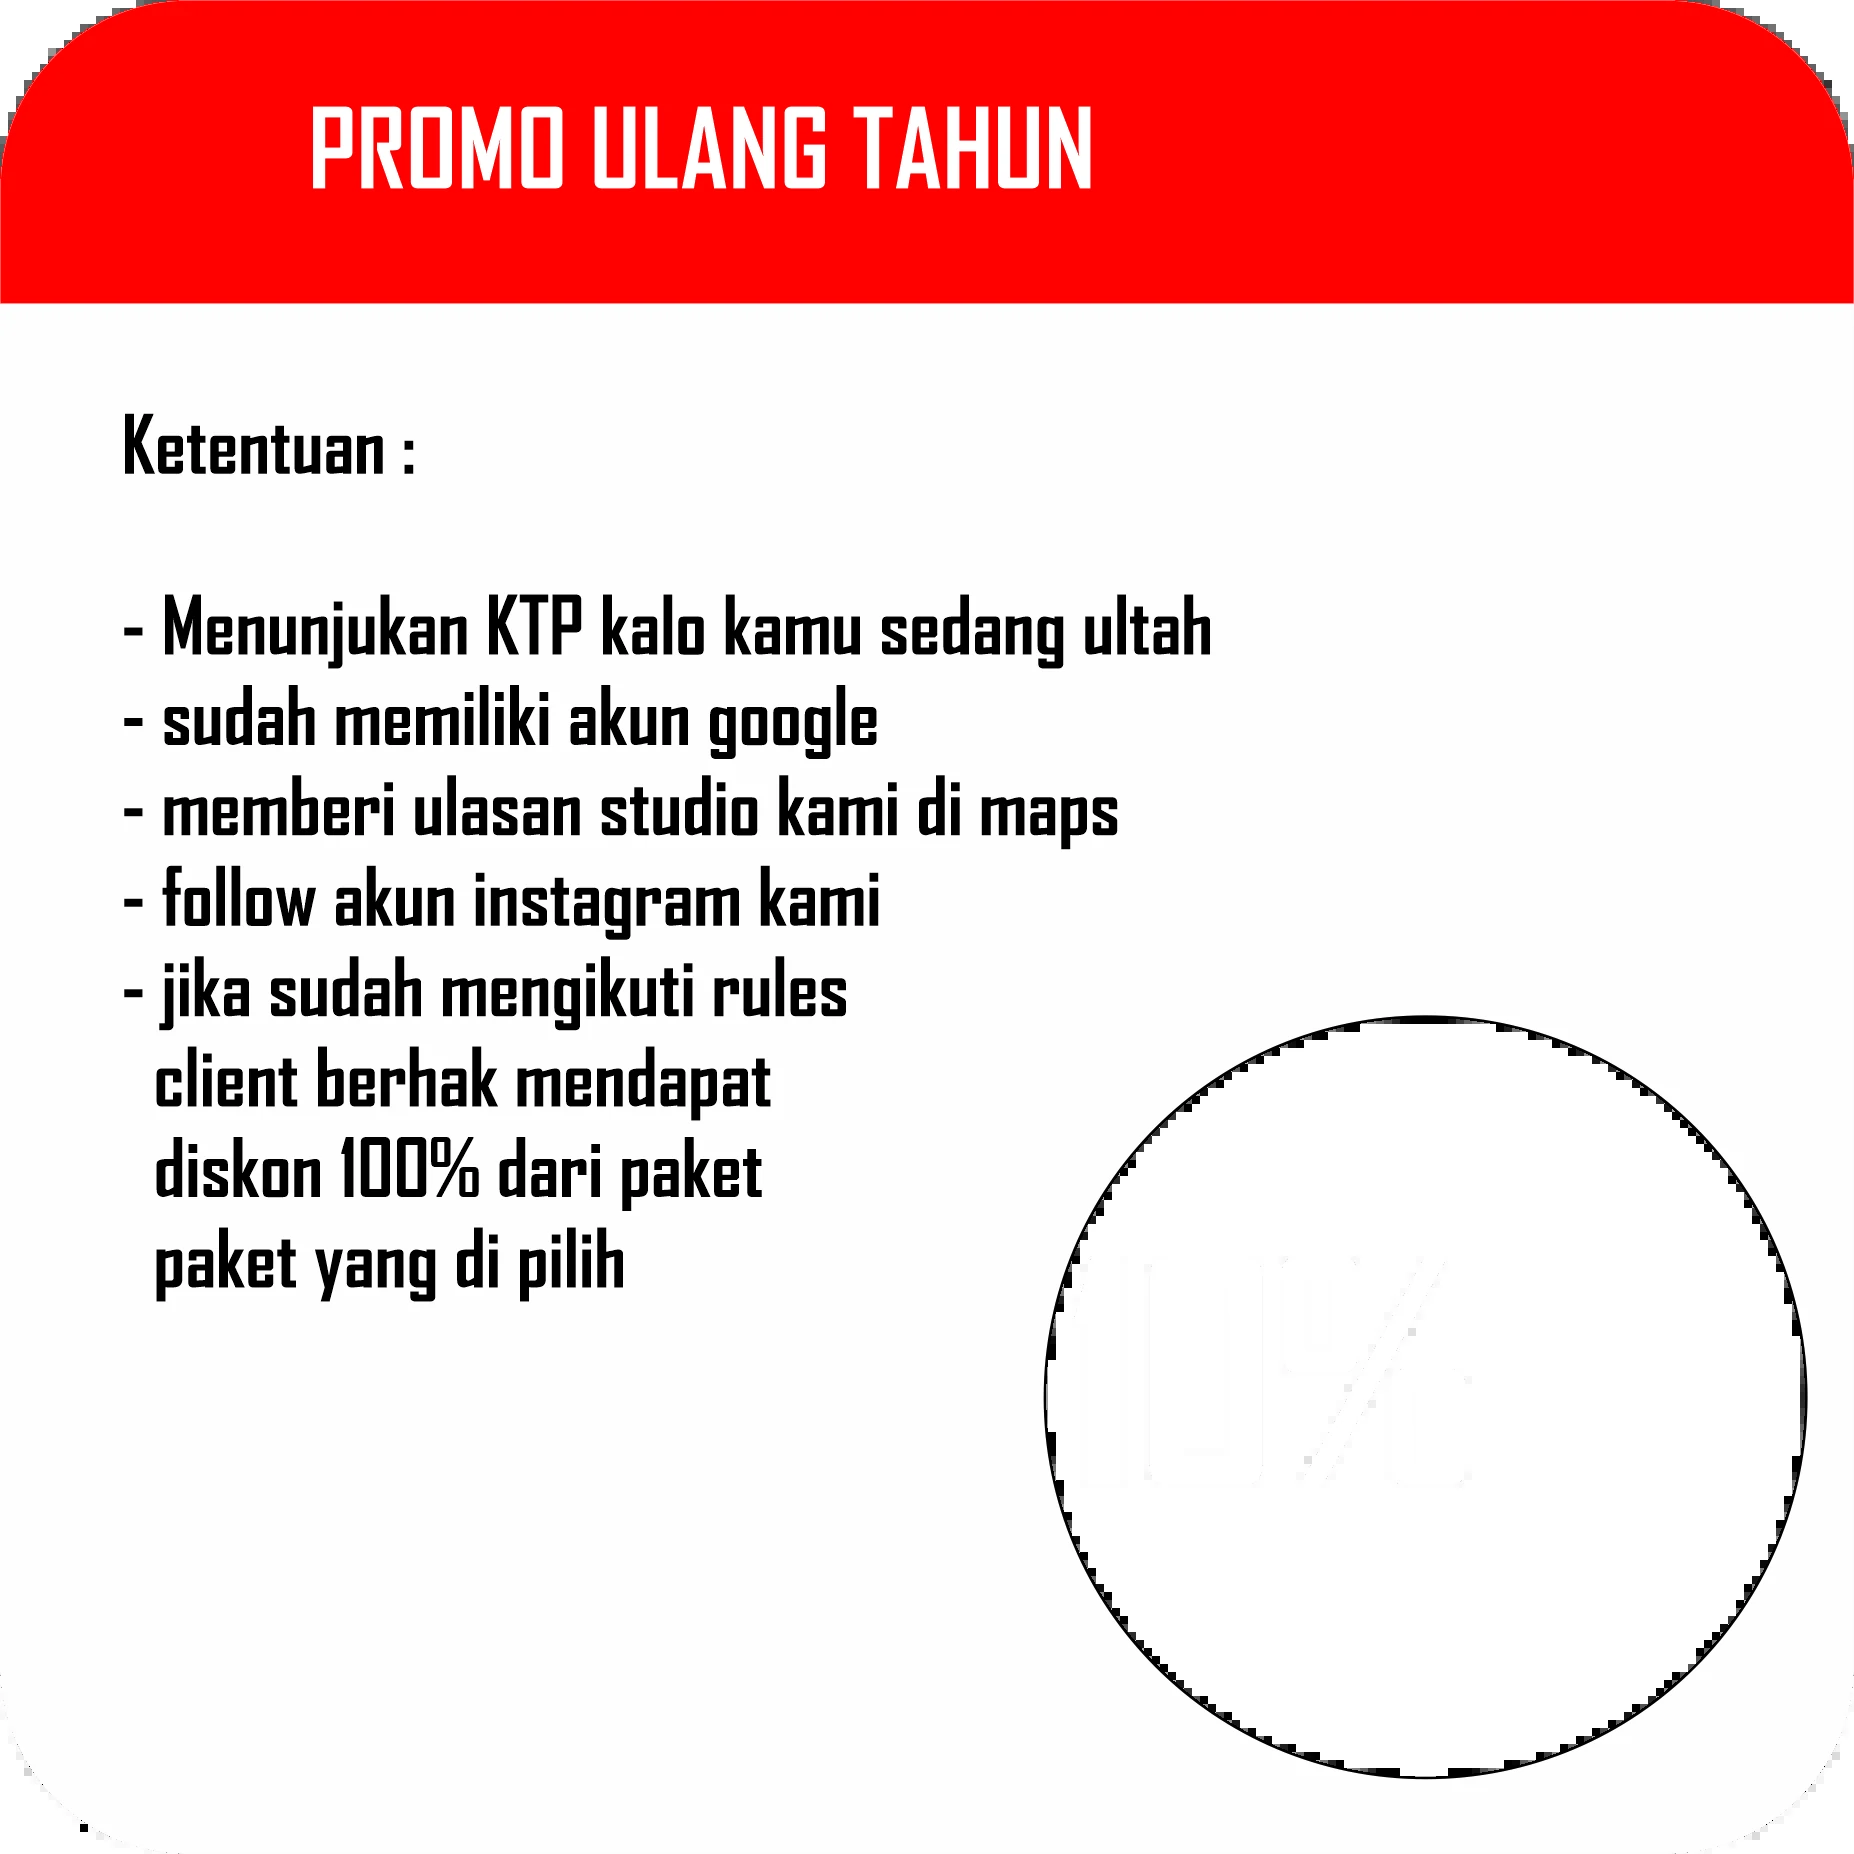 PROMO ULANG TAHUN
Ketentuan :
- Menunjukan KTP kalo kamu sedang ultah
- sudah memiliki akun google
- memberi ulasan studio kami di maps
- follow akun instagram kami
- jika sudah mengikuti rules
client berhak mendapat
diskon 100% dari paket
paket yang di pilih